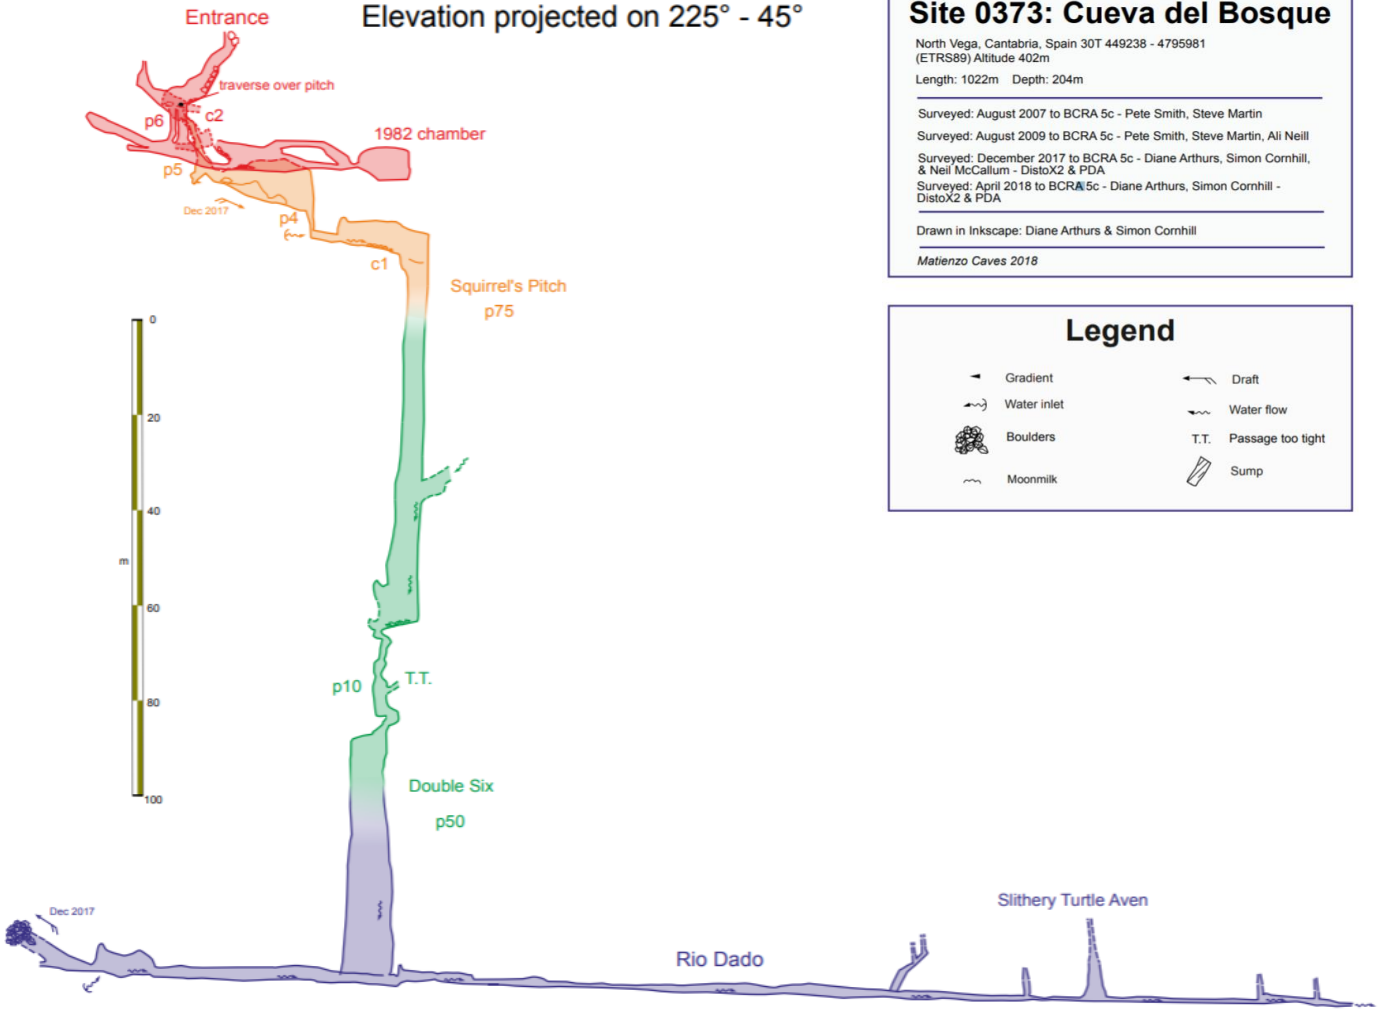 Elevation projected on 225° - 45°
Entrance
traverse over pitch
p6
c2
1982 chamber
p5
Dec 2017
p4
c1
Squirrel's Pitch
p75
0
20
40
m
60
80
100
p10
T.T.
Double Six
p50
Dec 2017
Rio Dado
Slithery Turtle Aven
Site 0373: Cueva del Bosque
North Vega, Cantabria, Spain 30T 449238 - 4795981
(ETRS89) Altitude 402m
Length: 1022m Depth: 204m
Surveyed: August 2007 to BCRA 5c - Pete Smith, Steve Martin
Surveyed: August 2009 to BCRA 5c - Pete Smith, Steve Martin, Ali Neill
Surveyed: December 2017 to BCRA 5c - Diane Arthurs, Simon Cornhill,
& Neil McCallum - DistoX2 & PDA
Surveyed: April 2018 to BCRA 5c - Diane Arthurs, Simon Cornhill -
DistoX2 & PDA
Drawn in Inkscape: Diane Arthurs & Simon Cornhill
Matienzo Caves 2018
Legend
Gradient
Draft
Water inlet
Water flow
Boulders
T.T. Passage too tight
Moonmilk
Sump